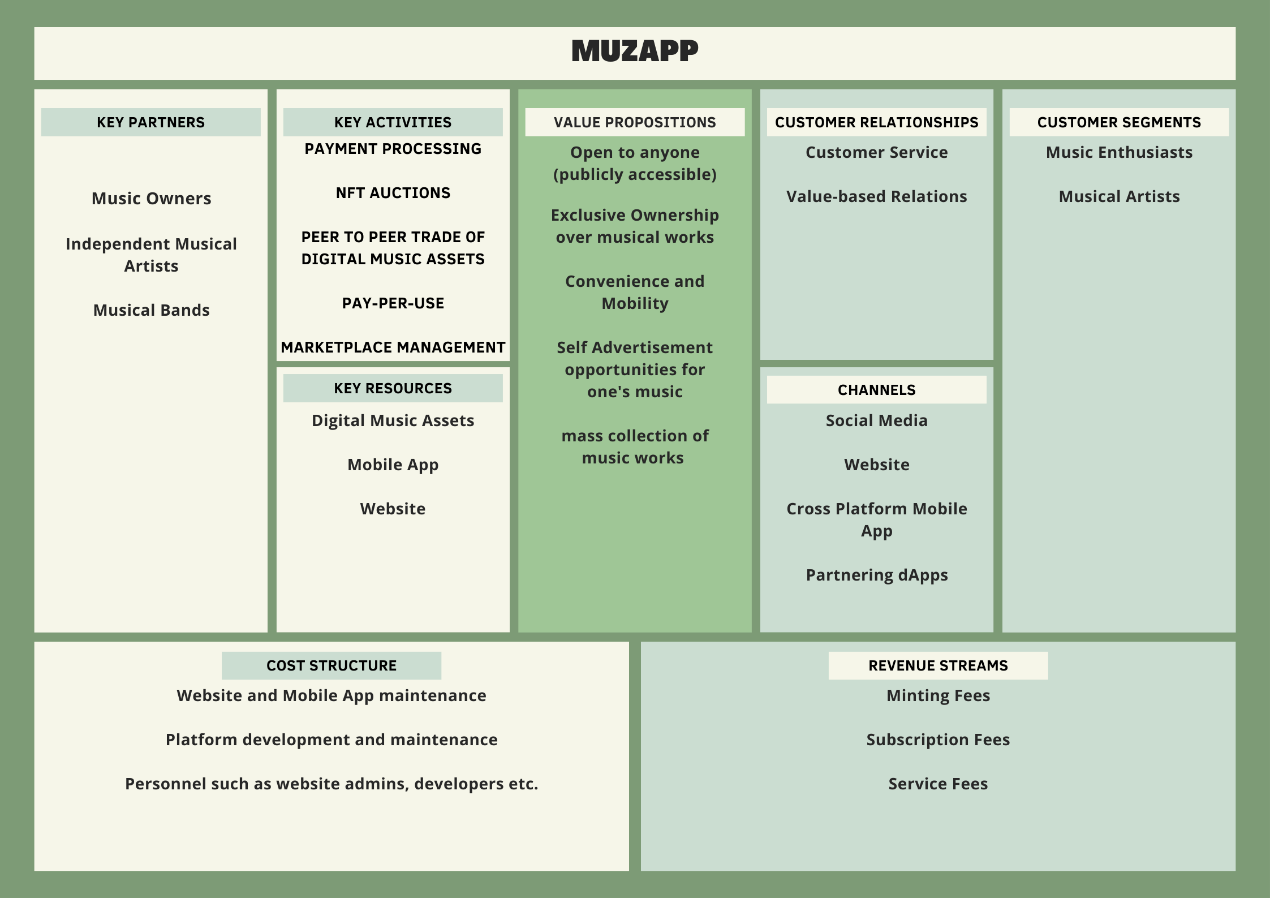 MUZAPP
KEY PARTNERS
Music Owners
Independent Musical
Artists
Musical Bands
KEY ACTIVITIES
PAYMENT PROCESSING
NFT AUCTIONS
PEER TO PEER TRADE OF
DIGITAL MUSIC ASSETS
PAY-PER-USE
MARKETPLACE MANAGEMENT
KEY RESOURCES
Digital Music Assets
Mobile App
Website
VALUE PROPOSITIONS
Open to anyone
(publicly accessible)
Exclusive Ownership
over musical works
Convenience and
Mobility
Self Advertisement
opportunities for
one's music
mass collection of
music works
CUSTOMER RELATIONSHIPS
Customer Service
Value-based Relations
CHANNELS
Social Media
Website
Cross Platform Mobile
App
Partnering dApps
CUSTOMER SEGMENTS
Music Enthusiasts
Musical Artists
COST STRUCTURE
Website and Mobile App maintenance
Platform development and maintenance
Personnel such as website admins, developers etc.
REVENUE STREAMS
Minting Fees
Subscription Fees
Service Fees